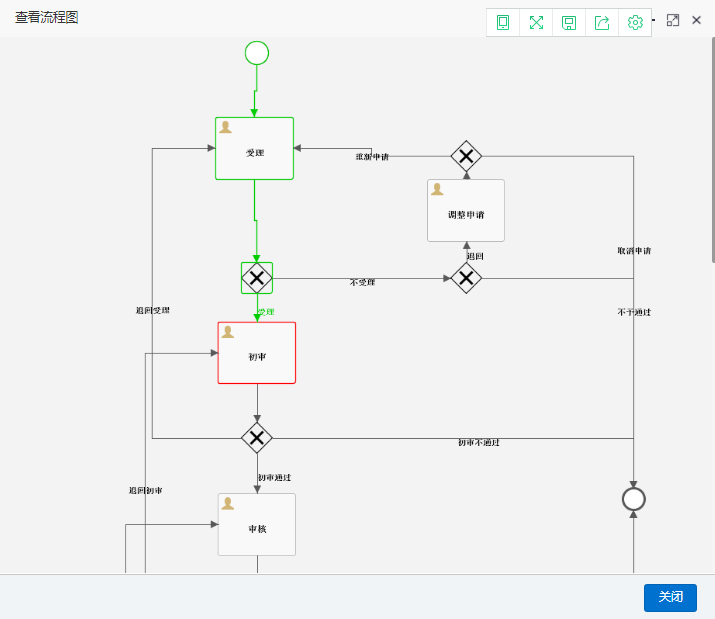 查看流程图
受理
重新申请
调整申请
取消申请
退回
不受理
退回受理
受理
不予通过
初审
初审不通过
初审通过
退回初审
审核
关闭